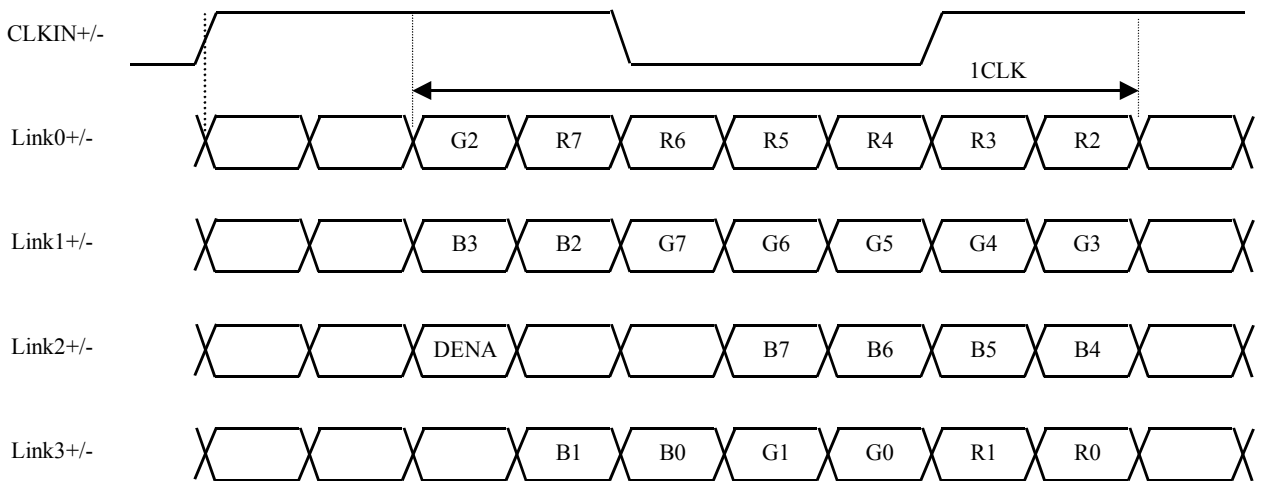 CLKIN+/-
1CLK
Link0+/- G2 R7 R6 R5 R4 R3 R2
Link1+/- B3 B2 G7 G6 G5 G4 G3
Link2+/- DENA B7 B6 B5 B4
Link3+/- B1 B0 G1 G0 R1 R0